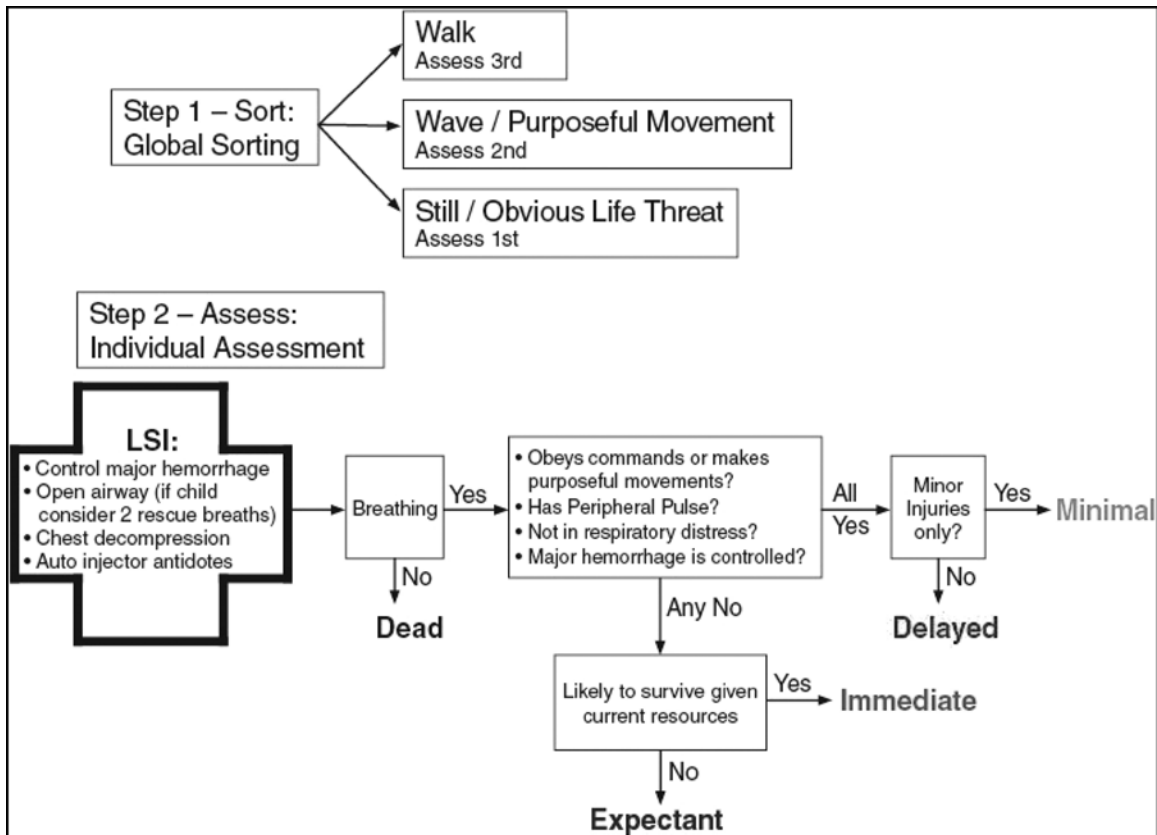 Walk
Assess 3rd
Step 1 – Sort:
Global Sorting
Wave / Purposeful Movement
Assess 2nd
Still / Obvious Life Threat
Assess 1st
Step 2 – Assess:
Individual Assessment
LSI:
• Control major hemorrhage
• Open airway (if child
consider 2 rescue breaths)
• Chest decompression
• Auto injector antidotes
Breathing
Yes
No
Dead
• Obeys commands or makes
purposeful movements?
• Has Peripheral Pulse?
• Not in respiratory distress?
• Major hemorrhage is controlled?
All
Yes
Minor
Injuries
only?
Yes
Minimal
No
Delayed
Any No
Likely to survive given
current resources
Yes
Immediate
No
Expectant